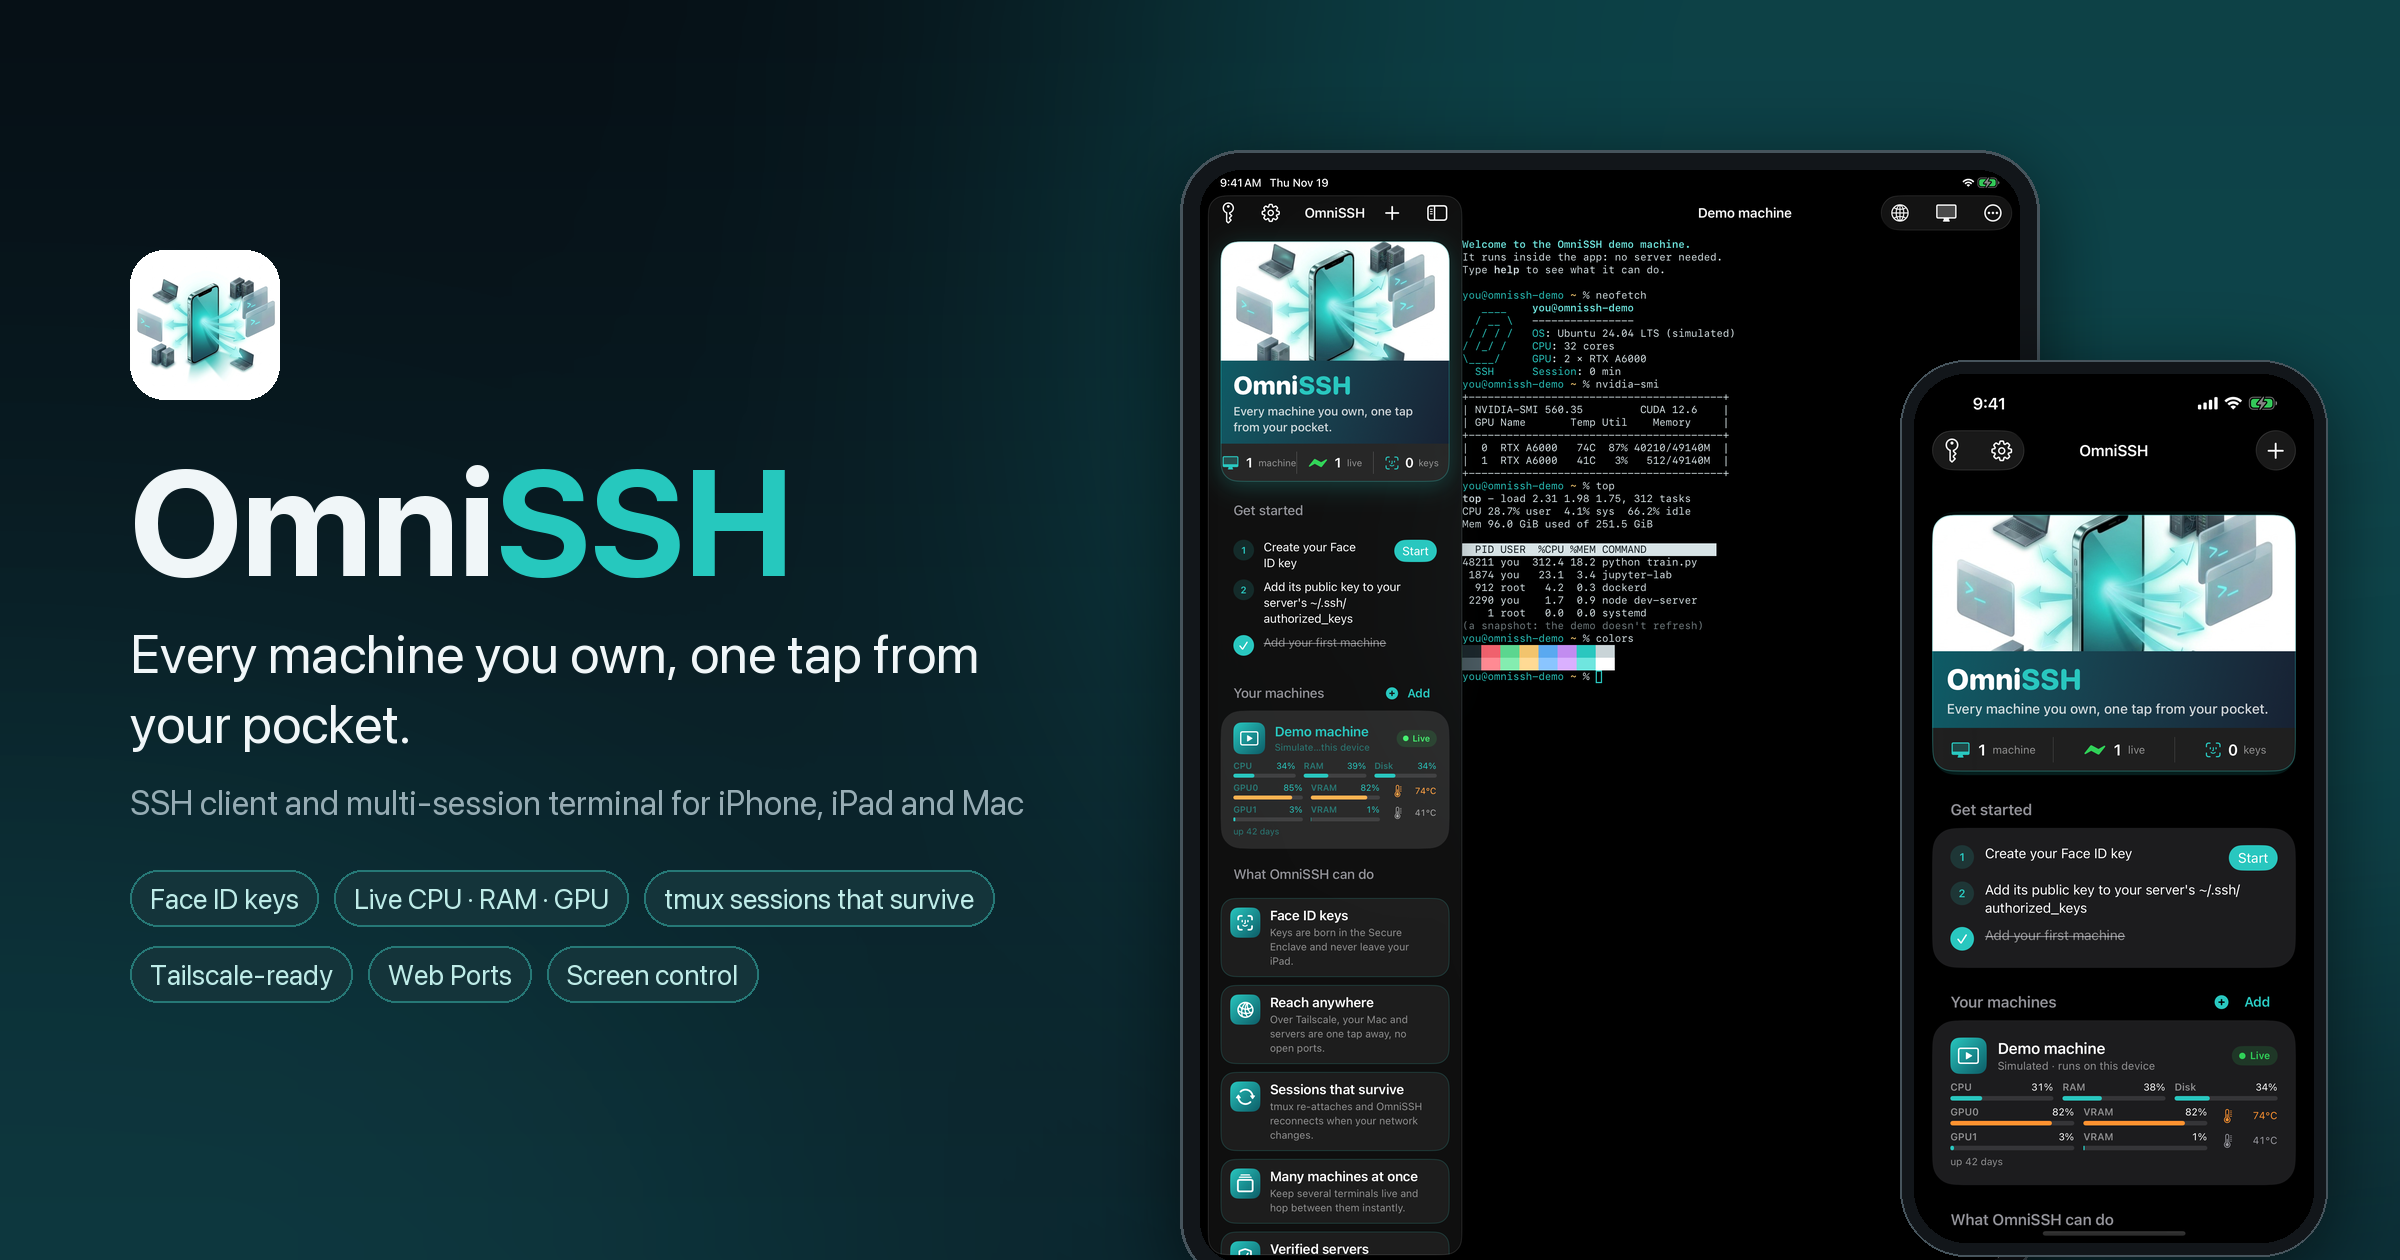 OmniSSH
Every machine you own, one tap from
your pocket.
SSH client and multi-session terminal for iPhone, iPad and Mac
Face ID keys
Live CPU · RAM · GPU
tmux sessions that survive
Tailscale-ready
Web Ports
Screen control
9:41 AM Thu Nov 19
OmniSSH
OmniSSH
Every machine you own, one tap
from your pocket.
1 machine
1 live
0 keys
Get started
1 Create your Face
ID key
Start
2 Add its public key to your
server's ~/.ssh/
authorized_keys
Add your first machine
Your machines
Add
Demo machine
Simulate...this device
Live
CPU 34% RAM 39% Disk 34%
GPU0 85% VRAM 82% 74°C
GPU1 3% VRAM 1% 41°C
up 42 days
What OmniSSH can do
Face ID keys
Keys are born in the Secure
Enclave and never leave your
iPad.
Reach anywhere
Over Tailscale, your Mac and
servers are one tap away, no
open ports.
Sessions that survive
tmux re-attaches and OmniSSH
reconnects when your network
changes.
Many machines at once
Keep several terminals live and
hop between them instantly.
Verified servers
Demo machine
Welcome to the OmniSSH demo machine.
It runs inside the app: no server needed.
Type help to see what it can do.
you@omnissh-demo ~ % neofetch
you@omnissh-demo
----------------
OS: Ubuntu 24.04 LTS (simulated)
CPU: 32 cores
GPU: 2 × RTX A6000
SSH Session: 0 min
you@omnissh-demo ~ % nvidia-smi
| NVIDIA-SMI 560.35 CUDA 12.6 |
| GPU Name Temp Util Memory |
| 0 RTX A6000 74C 87% 40210/49140M |
| 1 RTX A6000 41C 3% 512/49140M |
you@omnissh-demo ~ % top
top - load 2.31 1.98 1.75, 312 tasks
CPU 28.7% user 4.1% sys 66.2% idle
Mem 96.0 GiB used of 251.5 GiB
PID USER %CPU %MEM COMMAND
48211 you 312.4 18.2 python train.py
1874 you 23.1 3.4 jupyter-lab
912 root 4.2 0.3 dockerd
2290 you 1.7 0.9 node dev-server
1 root 0.0 0.0 systemd
(a snapshot: the demo doesn't refresh)
you@omnissh-demo ~ % colors
you@omnissh-demo ~ %
9:41
OmniSSH
OmniSSH
Every machine you own, one tap from your pocket.
1 machine
1 live
0 keys
Get started
1 Create your Face ID key
Start
2 Add its public key to your server's ~/.ssh/
authorized_keys
Add your first machine
Your machines
Add
Demo machine
Simulated · runs on this device
Live
CPU 31% RAM 38% Disk 34%
GPU0 82% VRAM 82% 74°C
GPU1 3% VRAM 1% 41°C
up 42 days
What OmniSSH can do